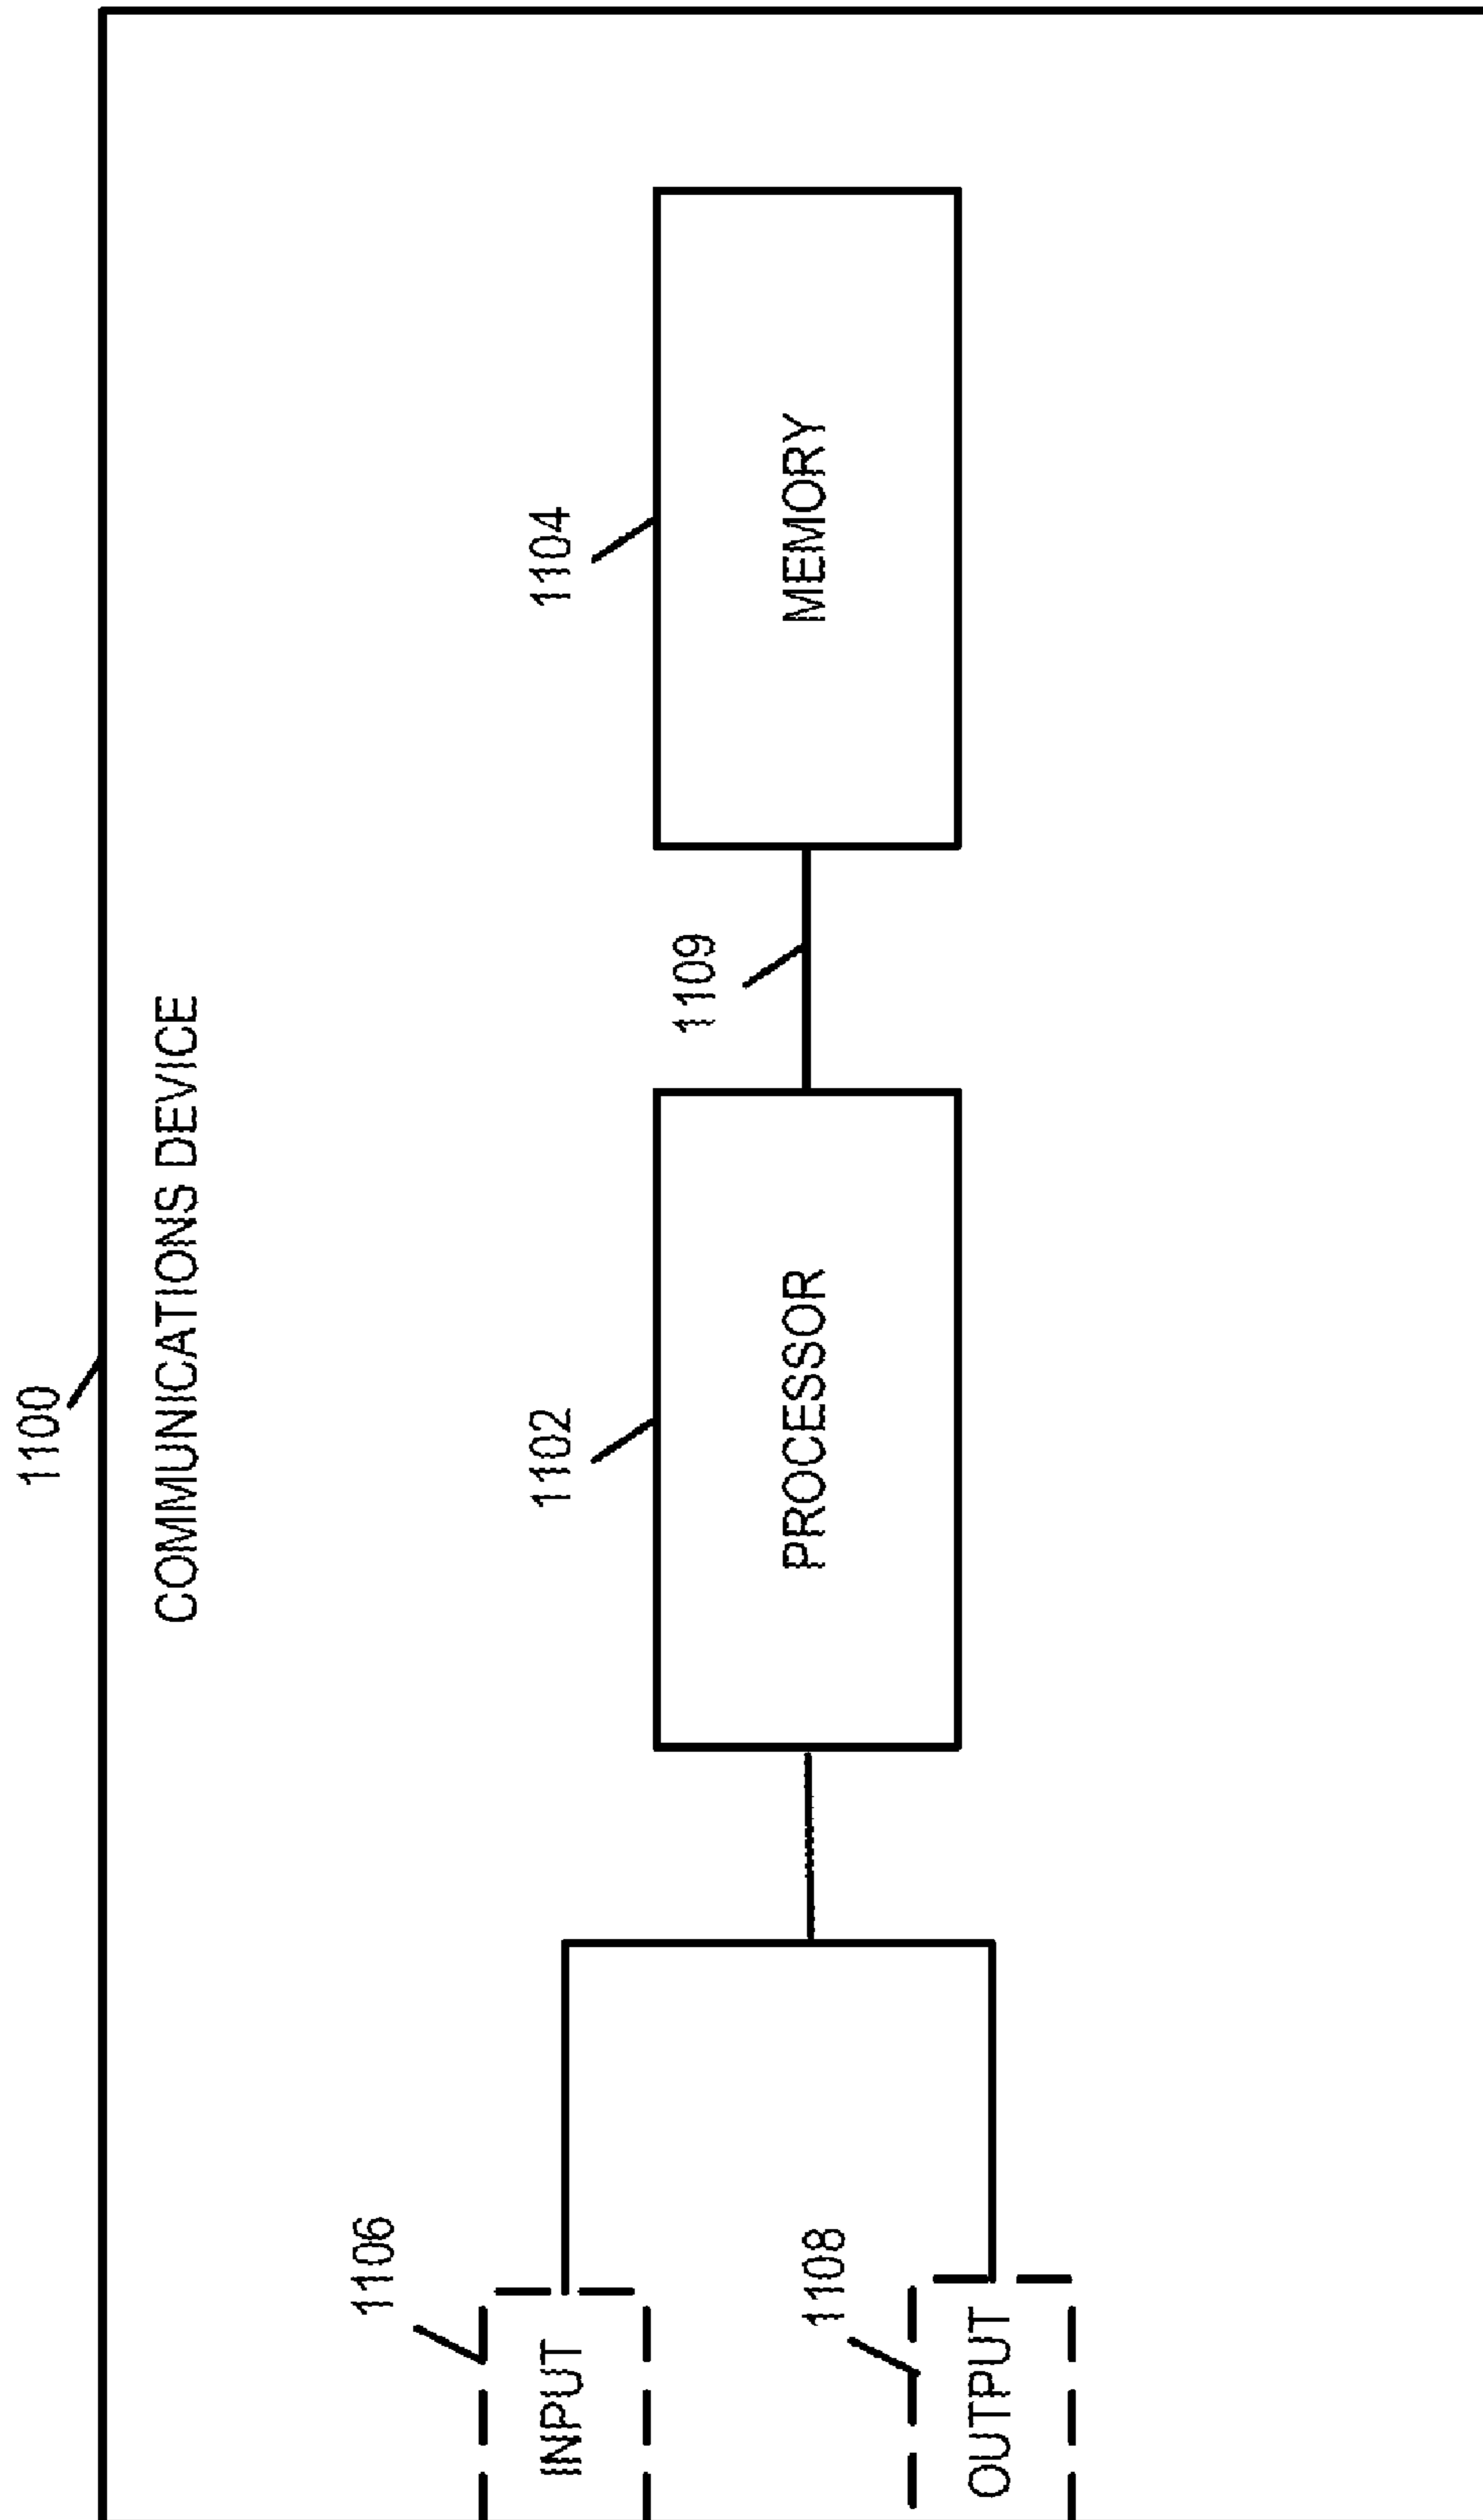 1100
COMMUNICATIONS DEVICE
1106
INPUT
1102
1104
1109
PROCESSOR
MEMORY
1108
OUTPUT